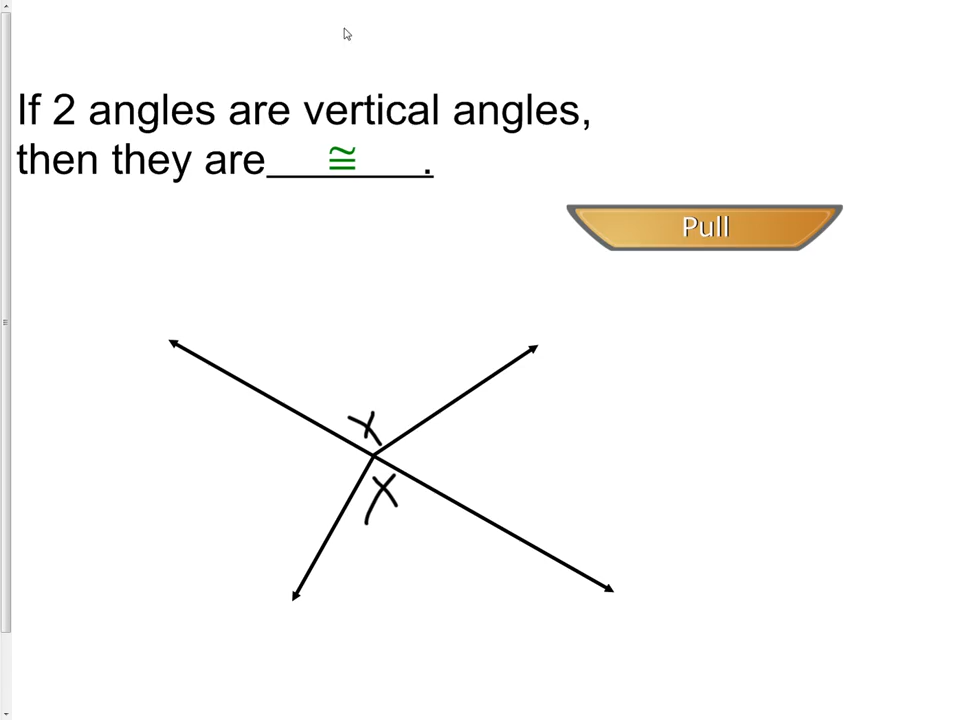 If 2 angles are vertical angles,
then they are ≅ .
Pull
x
x